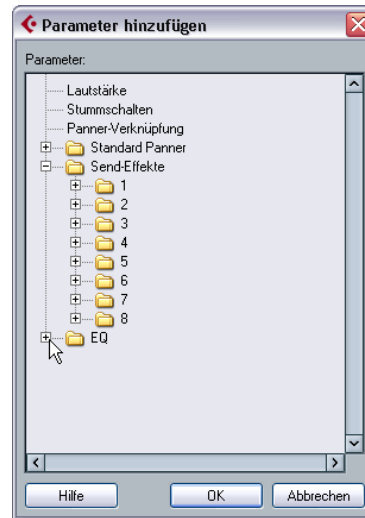 Parameter hinzufügen
Parameter:
Lautstärke
Stummschalten
Panner-Verknüpfung
Standard Panner
Send-Effekte
1
2
3
4
5
6
7
8
EQ
Hilfe OK Abbrechen